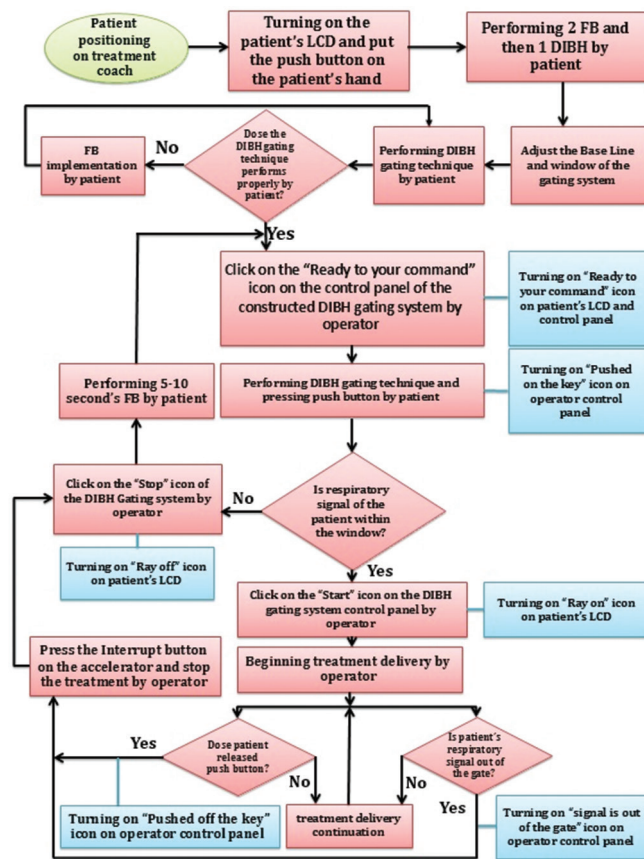 Patient
positioning
on treatment
coach
Turning on the
patient's LCD and put
the push button on
the patient's hand
Performing 2 FB and
then 1 DIBH by
patient
FB
implementation
by patient
No
Dose the
DIBH gating
technique
performs
properly by
patient?
Performing DIBH
gating technique
by patient
Adjust the Base Line
and window of the
gating system
Yes
Click on the "Ready to your command"
icon on the control panel of the
constructed DIBH gating system by
operator
Turning on "Ready
to your
command" icon
on patient's LCD
and control panel
Performing 5-10
second's FB by patient
Performing DIBH gating technique and
pressing push button by patient
Turning on "Pushed
on the key" icon on
operator control
panel
Click on the "Stop" icon of
the DIBH Gating system by
operator
No
Is respiratory
signal of the
patient within
the window?
Turning on "Ray off" icon
on patient's LCD
Yes
Click on the "Start" icon on the DIBH
gating system control panel by
operator
Turning on "Ray on" icon
on patient's LCD
Press the Interrupt button
on the accelerator and stop
the treatment by operator
Beginning treatment delivery by
operator
Yes
Dose patient
released
push button?
No
Is patient's
respiratory
signal out of
the gate?
No
Yes
Turning on "Pushed off the key"
icon on operator control panel
treatment delivery
continuation
Turning on "signal is out
of the gate" icon on
operator control panel